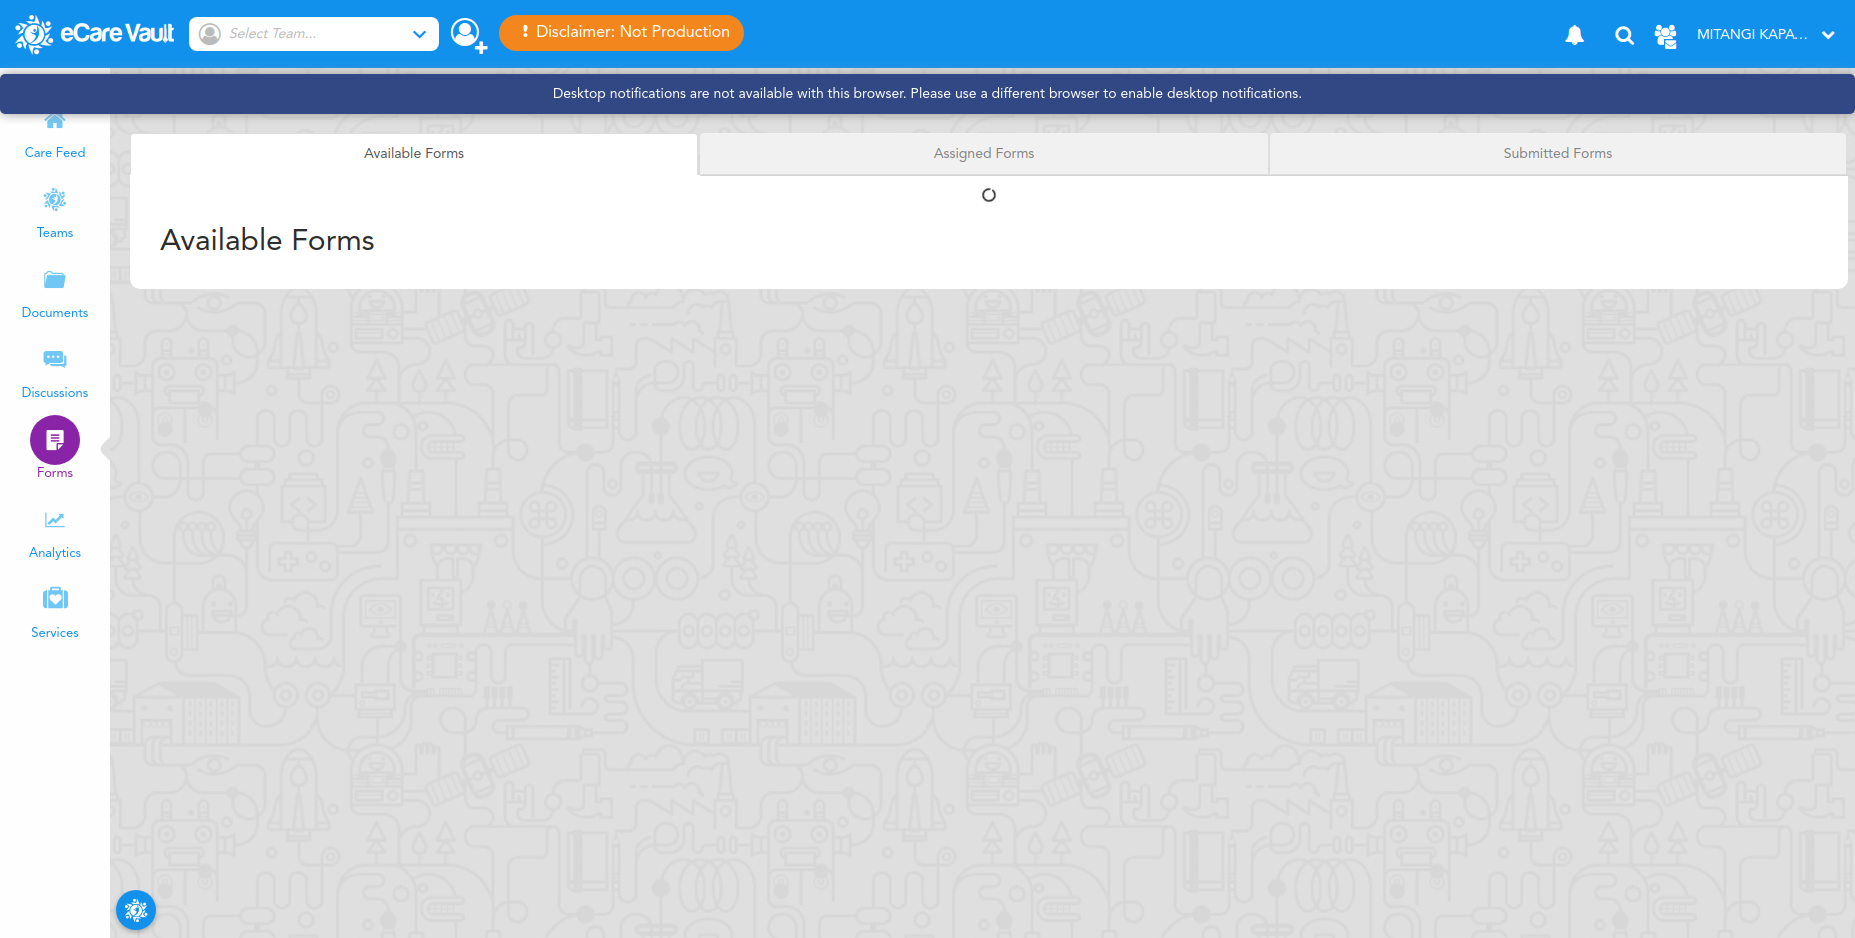 eCare Vault
Select Team...
! Disclaimer: Not Production
MITANGI KAPA...
Desktop notifications are not available with this browser. Please use a different browser to enable desktop notifications.
Care Feed
Teams
Documents
Discussions
Forms
Analytics
Services
Available Forms
Assigned Forms
Submitted Forms
Available Forms